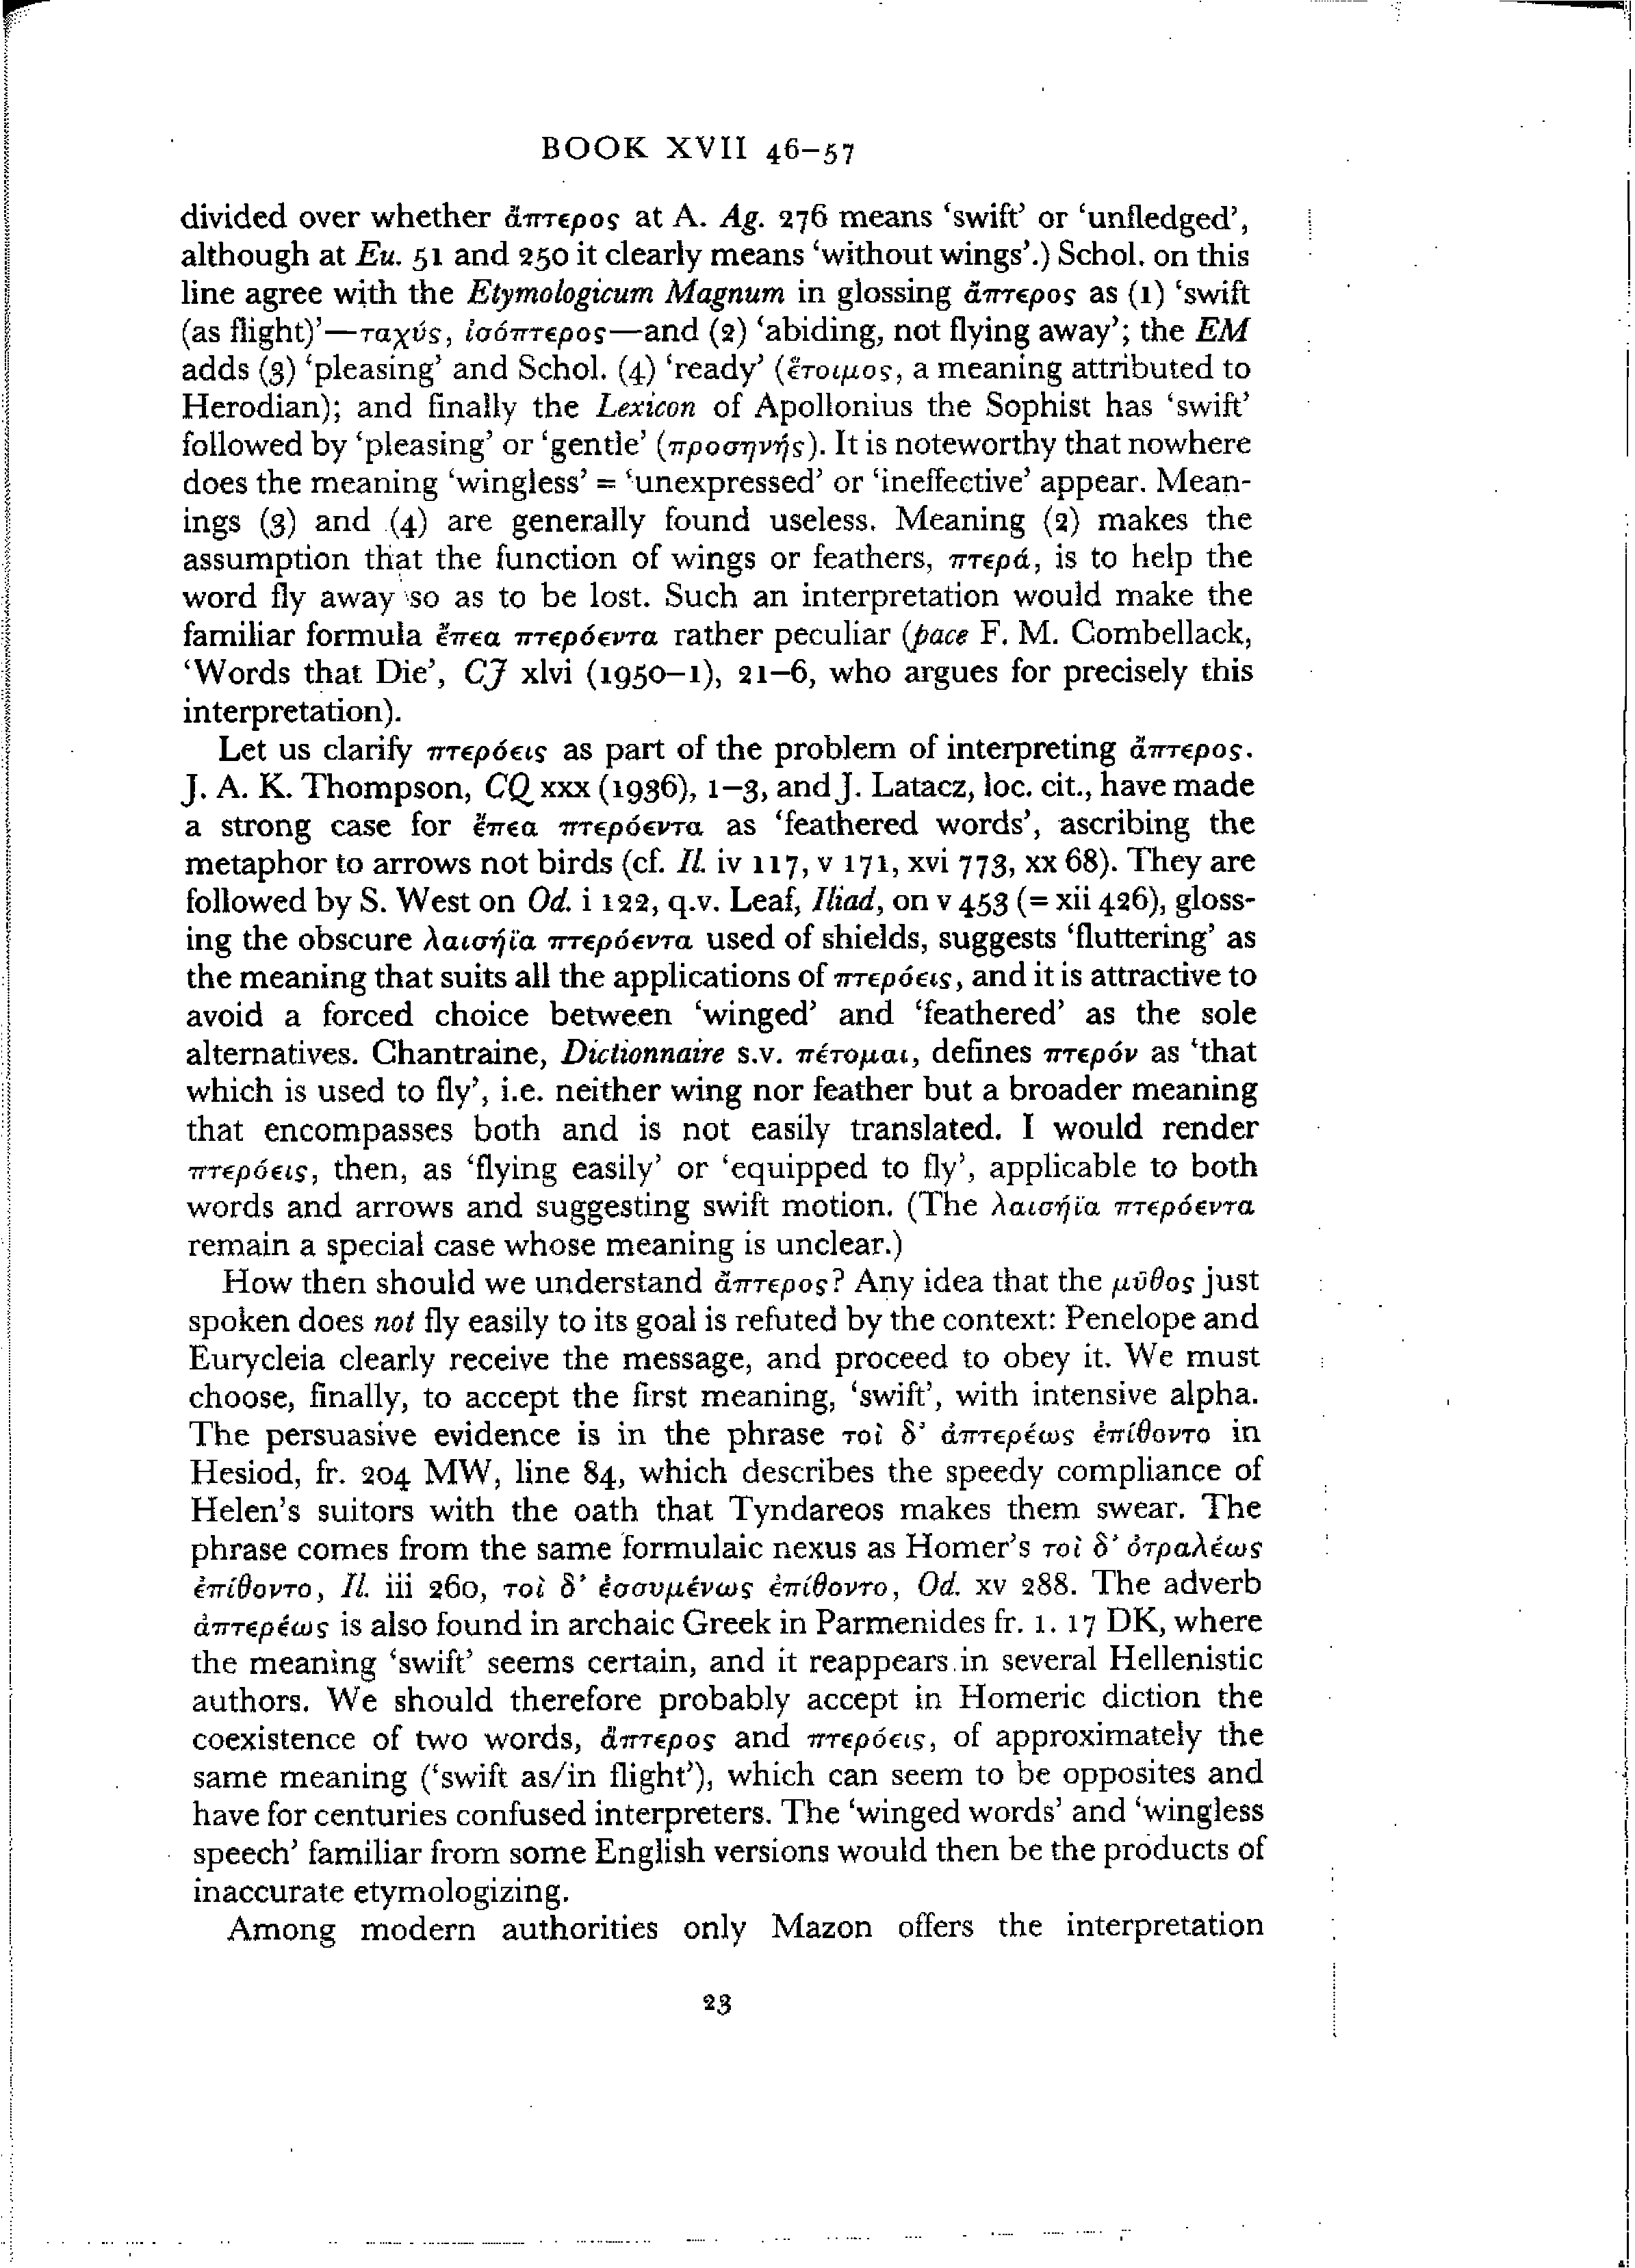 BOOK XVII 46–57
divided over whether ἄπτερος at A. Ag. 276 means ‘swift’ or ‘unfledged’,
although at Eu. 51 and 250 it clearly means ‘without wings’.) Schol. on this
line agree with the Etymologicum Magnum in glossing ἄπτερος as (1) ‘swift
(as flight)’—ταχύς, ἰσόπτερος—and (2) ‘abiding, not flying away’; the EM
adds (3) ‘pleasing’ and Schol. (4) ‘ready’ (ἕτοιμος, a meaning attributed to
Herodian); and finally the Lexicon of Apollonius the Sophist has ‘swift’
followed by ‘pleasing’ or ‘gentle’ (προσηνής). It is noteworthy that nowhere
does the meaning ‘wingless’ = ‘unexpressed’ or ‘ineffective’ appear. Mean-
ings (3) and (4) are generally found useless. Meaning (2) makes the
assumption that the function of wings or feathers, πτερά, is to help the
word fly away so as to be lost. Such an interpretation would make the
familiar formula ἔπεα πτερόεντα rather peculiar (pace F. M. Combellack,
‘Words that Die’, CJ xlvi (1950–1), 21–6, who argues for precisely this
interpretation).
Let us clarify πτερόεις as part of the problem of interpreting ἄπτερος.
J. A. K. Thompson, CQ xxx (1936), 1–3, and J. Latacz, loc. cit., have made
a strong case for ἔπεα πτερόεντα as ‘feathered words’, ascribing the
metaphor to arrows not birds (cf. Il. iv 117, v 171, xvi 773, xx 68). They are
followed by S. West on Od. i 122, q.v. Leaf, Iliad, on v 453 (= xii 426), gloss-
ing the obscure λαισήϊα πτερόεντα used of shields, suggests ‘fluttering’ as
the meaning that suits all the applications of πτερόεις, and it is attractive to
avoid a forced choice between ‘winged’ and ‘feathered’ as the sole
alternatives. Chantraine, Dictionnaire s.v. πέτομαι, defines πτερόν as ‘that
which is used to fly’, i.e. neither wing nor feather but a broader meaning
that encompasses both and is not easily translated. I would render
πτερόεις, then, as ‘flying easily’ or ‘equipped to fly’, applicable to both
words and arrows and suggesting swift motion. (The λαισήϊα πτερόεντα
remain a special case whose meaning is unclear.)
How then should we understand ἄπτερος? Any idea that the μῦθος just
spoken does not fly easily to its goal is refuted by the context: Penelope and
Eurycleia clearly receive the message, and proceed to obey it. We must
choose, finally, to accept the first meaning, ‘swift’, with intensive alpha.
The persuasive evidence is in the phrase τοὶ δ’ ἀπτερέως ἐπίθοντο in
Hesiod, fr. 204 MW, line 84, which describes the speedy compliance of
Helen’s suitors with the oath that Tyndareos makes them swear. The
phrase comes from the same formulaic nexus as Homer’s τοὶ δ’ ὀτραλέως
ἐπίθοντο, Il. iii 260, τοὶ δ’ ἐσσυμένως ἐπίθοντο, Od. xv 288. The adverb
ἀπτερέως is also found in archaic Greek in Parmenides fr. 1. 17 DK, where
the meaning ‘swift’ seems certain, and it reappears in several Hellenistic
authors. We should therefore probably accept in Homeric diction the
coexistence of two words, ἄπτερος and πτερόεις, of approximately the
same meaning (‘swift as/in flight’), which can seem to be opposites and
have for centuries confused interpreters. The ‘winged words’ and ‘wingless
speech’ familiar from some English versions would then be the products of
inaccurate etymologizing.
Among modern authorities only Mazon offers the interpretation
23